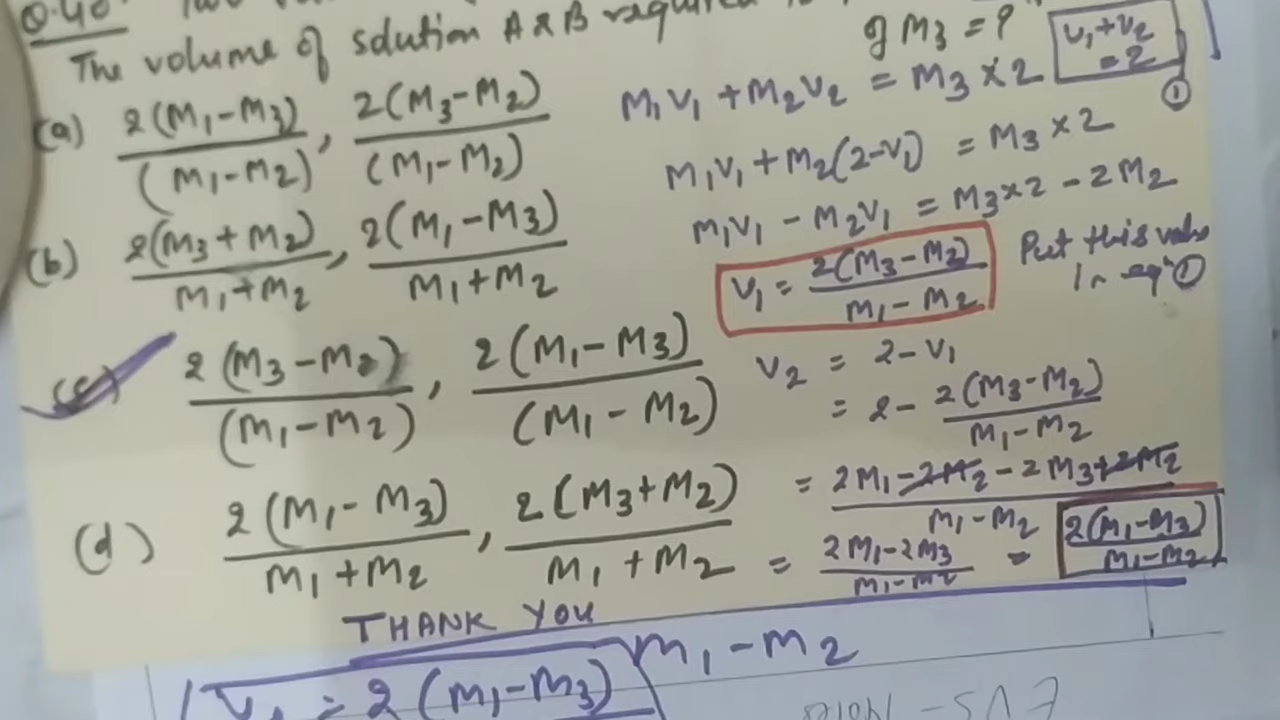 Q.40
The volume of solution A & B required
of M3 = ?
V1+V2 = 2
①
(a) 2(M1-M3)/(M1-M2), 2(M3-M2)/(M1-M2)
(b) 2(M3+M2)/M1+M2, 2(M1-M3)/M1+M2
(c) 2(M3-M2)/(M1-M2), 2(M1-M3)/(M1-M2)
(d) 2(M1-M3)/M1+M2, 2(M3+M2)/M1+M2
M1V1 + M2V2 = M3×2
M1V1 + M2(2-V1) = M3×2
M1V1 - M2V1 = M3×2 - 2M2
V1 = 2(M3-M2)/M1-M2
Put this value
In eqn ①
V2 = 2-V1
= 2 - 2(M3-M2)/M1-M2
= 2M1-2M2-2M3+2M2/M1-M2
= 2M1-2M3/M1-M2 = 2(M1-M3)/M1-M2
THANK YOU
M1-M2
= 2(M1-M3)